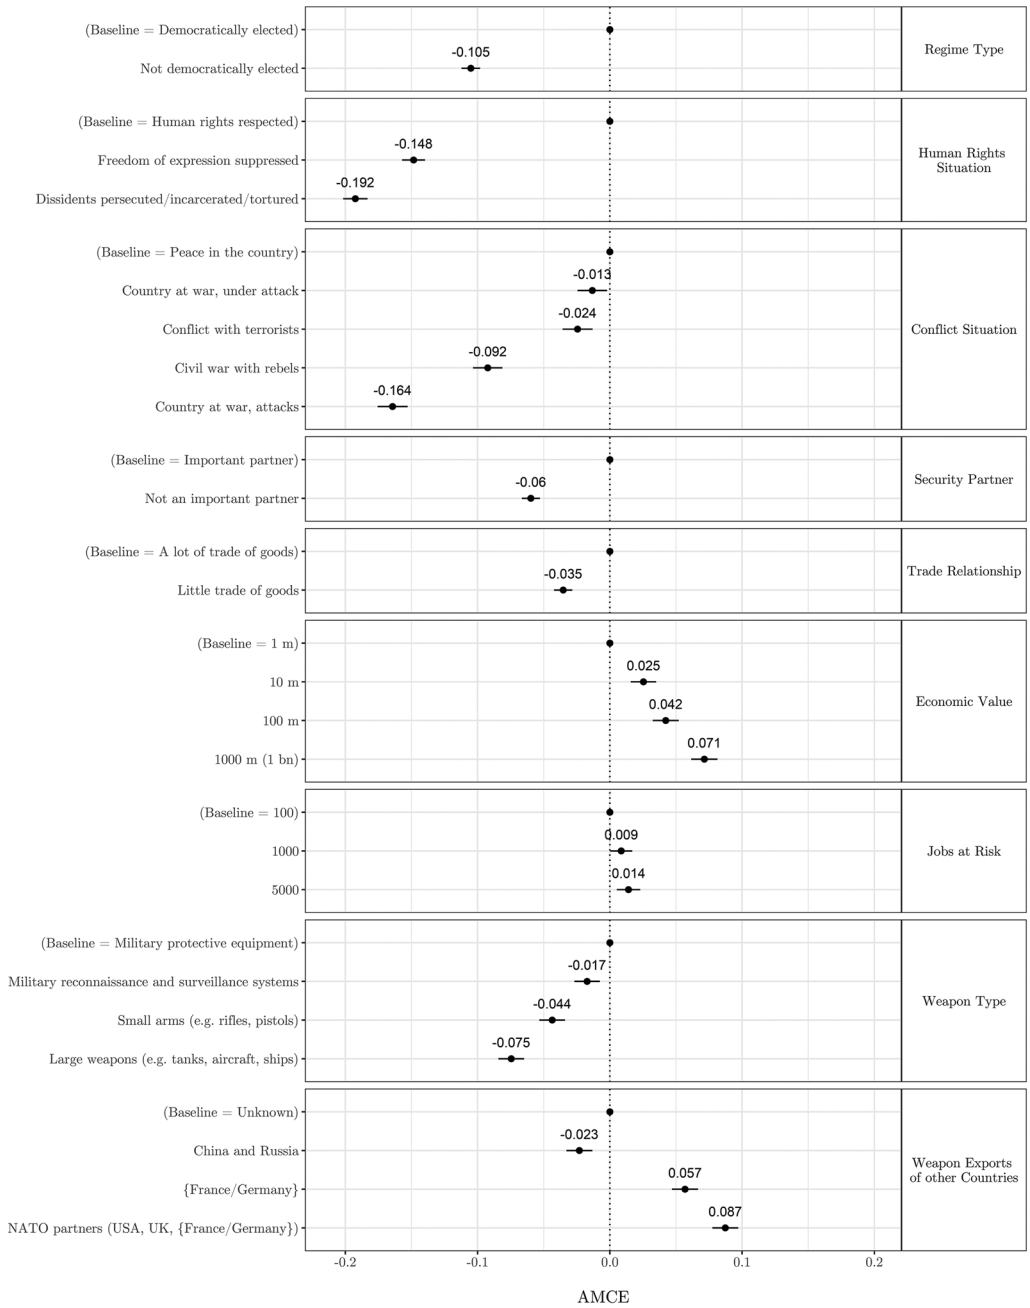 (Baseline = Democratically elected)
-0.105
Not democratically elected
Regime Type
(Baseline = Human rights respected)
-0.148
Freedom of expression suppressed
-0.192
Dissidents persecuted/incarcerated/tortured
Human Rights
Situation
(Baseline = Peace in the country)
-0.013
Country at war, under attack
-0.024
Conflict with terrorists
-0.092
Civil war with rebels
-0.164
Country at war, attacks
Conflict Situation
(Baseline = Important partner)
-0.06
Not an important partner
Security Partner
(Baseline = A lot of trade of goods)
-0.035
Little trade of goods
Trade Relationship
(Baseline = 1 m)
0.025
10 m
0.042
100 m
0.071
1000 m (1 bn)
Economic Value
(Baseline = 100)
0.009
1000
0.014
5000
Jobs at Risk
(Baseline = Military protective equipment)
-0.017
Military reconnaissance and surveillance systems
-0.044
Small arms (e.g. rifles, pistols)
-0.075
Large weapons (e.g. tanks, aircraft, ships)
Weapon Type
(Baseline = Unknown)
-0.023
China and Russia
0.057
{France/Germany}
0.087
NATO partners (USA, UK, {France/Germany})
Weapon Exports
of other Countries
-0.2 -0.1 0.0 0.1 0.2
AMCE